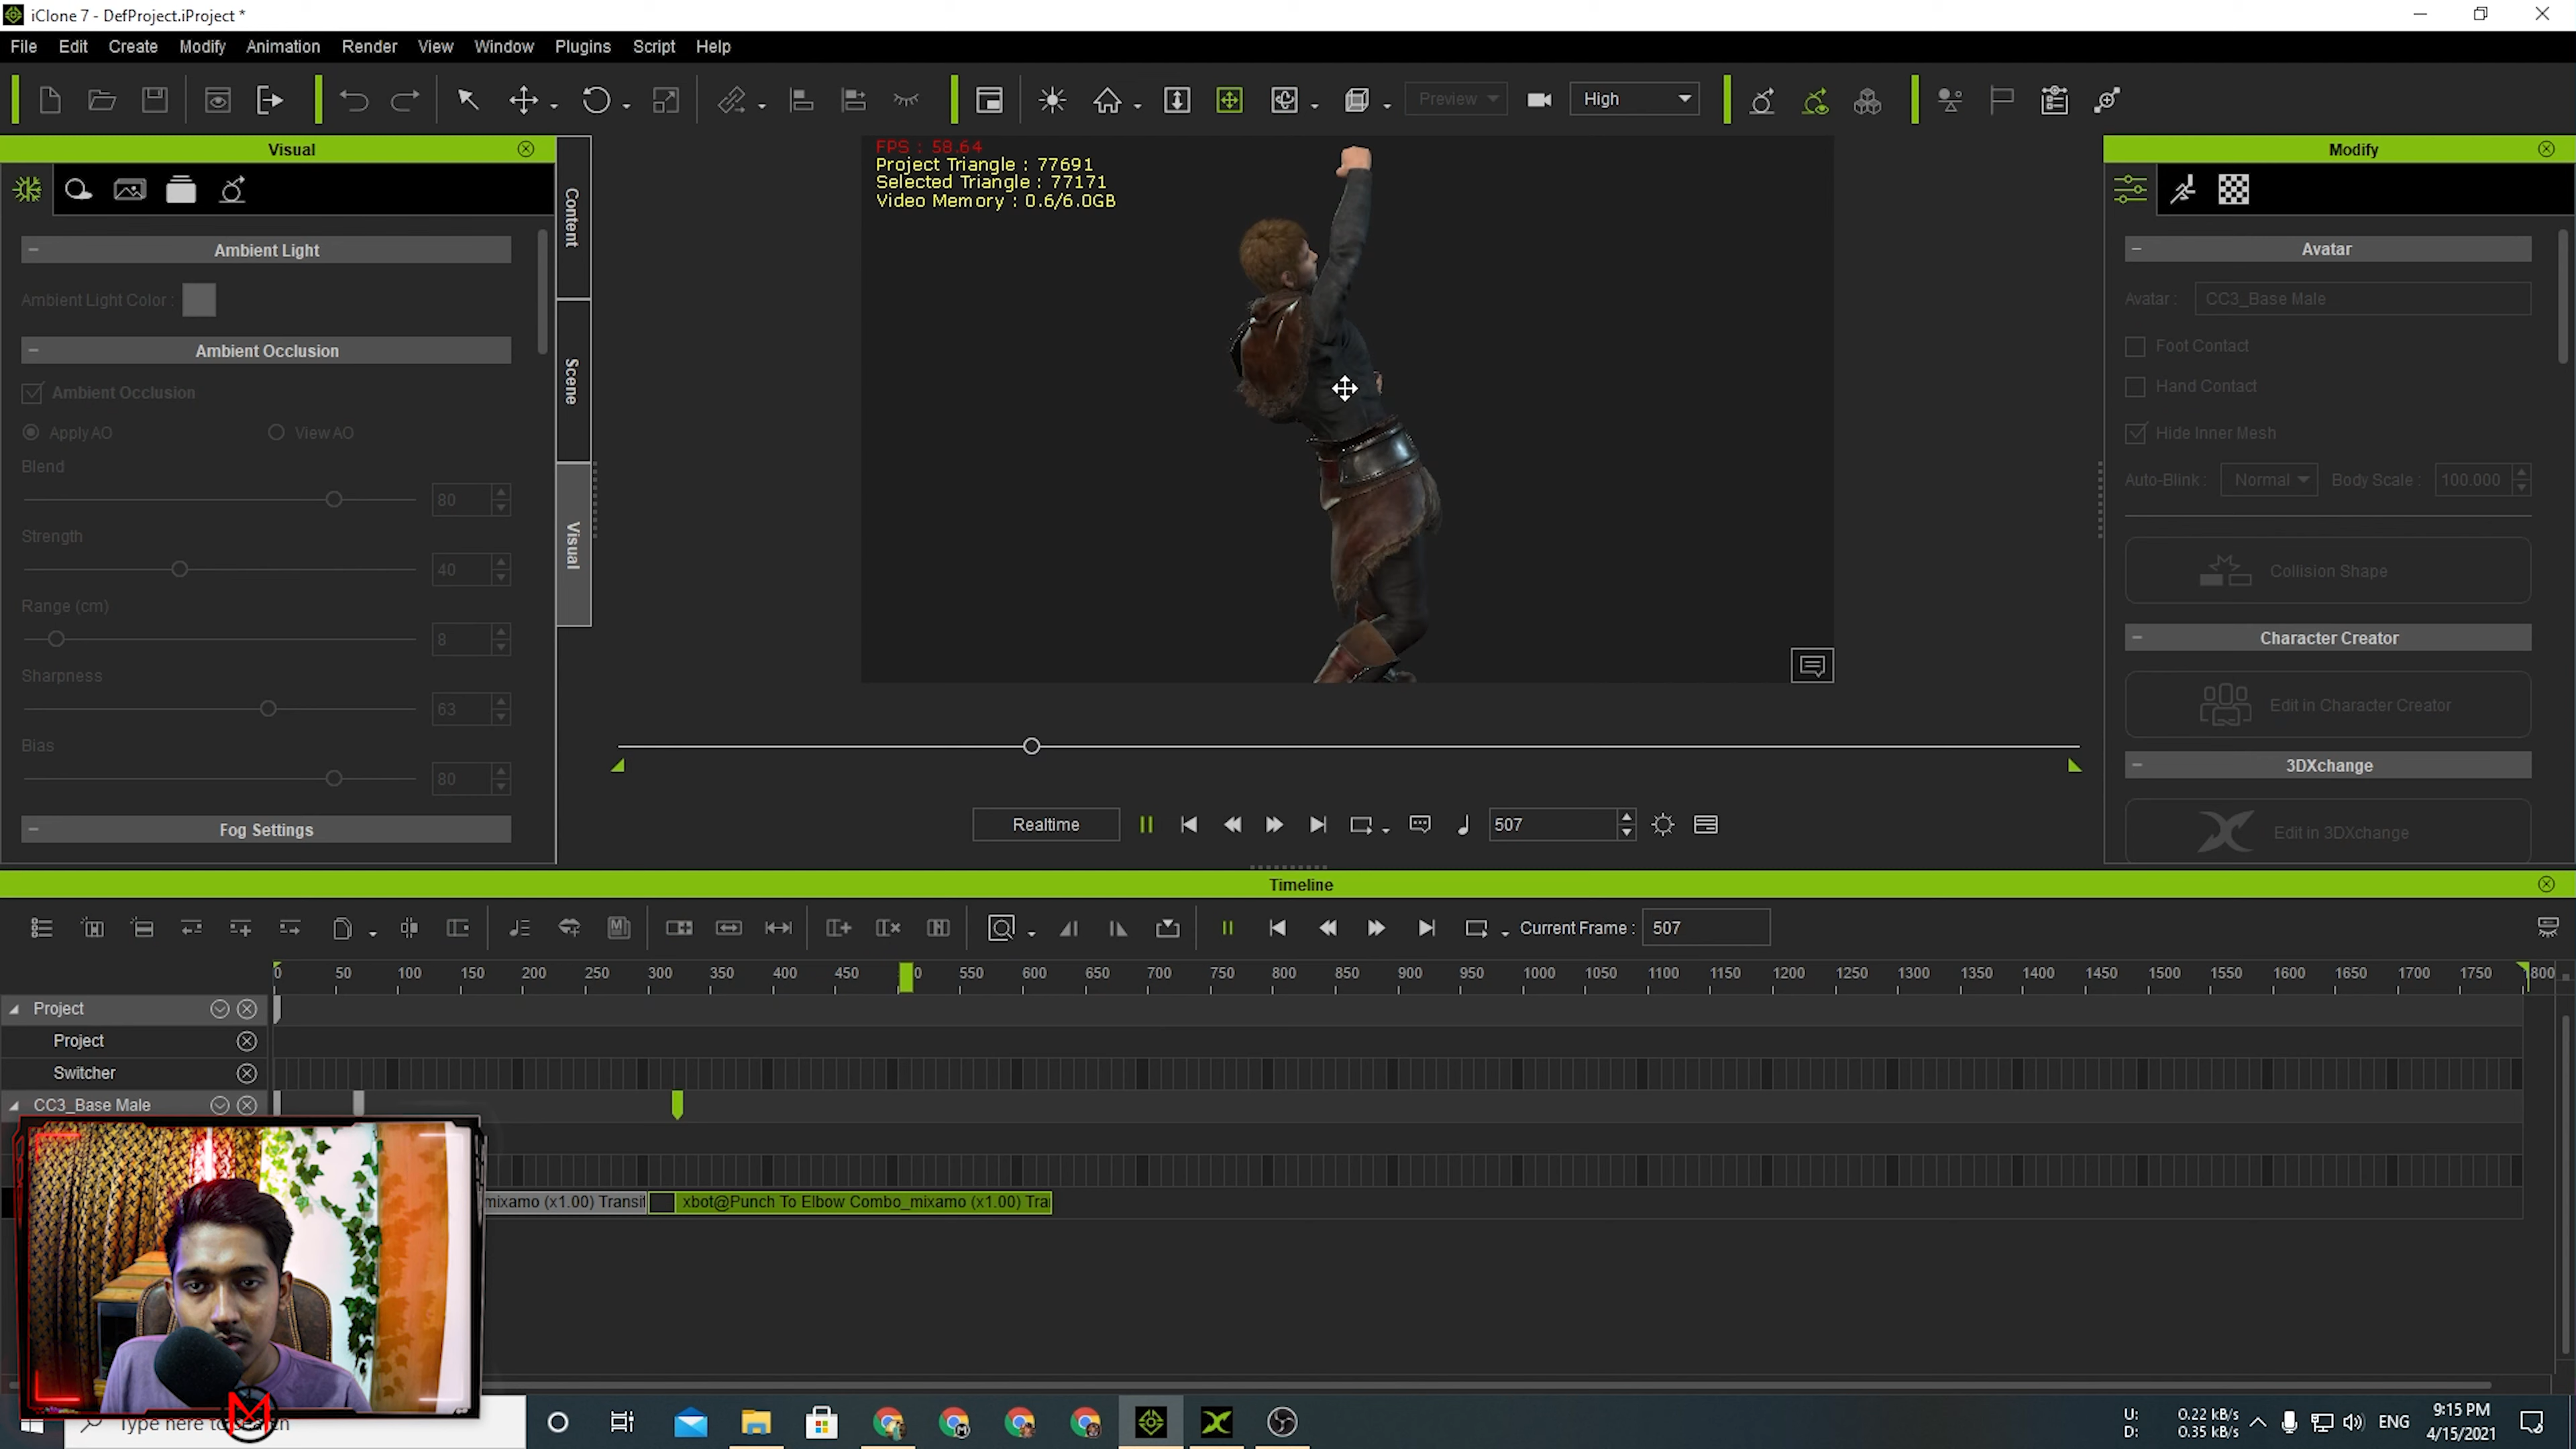 iClone 7 - DefProject.iProject *
File Edit Create Modify Animation Render View Window Plugins Script Help
Preview High
Visual
Content
Scene
Visual
Ambient Light
Ambient Light Color :
Ambient Occlusion
Ambient Occlusion
Apply AO View AO
Blend
80
Strength
40
Range (cm)
8
Sharpness
63
Bias
80
Fog Settings
FPS : 58.64
Project Triangle : 77691
Selected Triangle : 77171
Video Memory : 0.6/6.0GB
Realtime 507
Modify
Avatar
Avatar : CC3_Base Male
Foot Contact
Hand Contact
Hide Inner Mesh
Auto-Blink : Normal Body Scale : 100.000
Collision Shape
Character Creator
Edit in Character Creator
3DXchange
Edit in 3DXchange
Timeline
Current Frame : 507
0 50 100 150 200 250 300 350 400 450 550 600 650 700 750 800 850 900 950 1000 1050 1100 1150 1200 1250 1300 1350 1400 1450 1500 1550 1600 1650 1700 1750 1800
Project
Project
Switcher
CC3_Base Male
mixamo (x1.00) Transit xbot@Punch To Elbow Combo_mixamo (x1.00) Tra
Type here to search
U: 0.22 kB/s
D: 0.35 kB/s
ENG
9:15 PM
4/15/2021